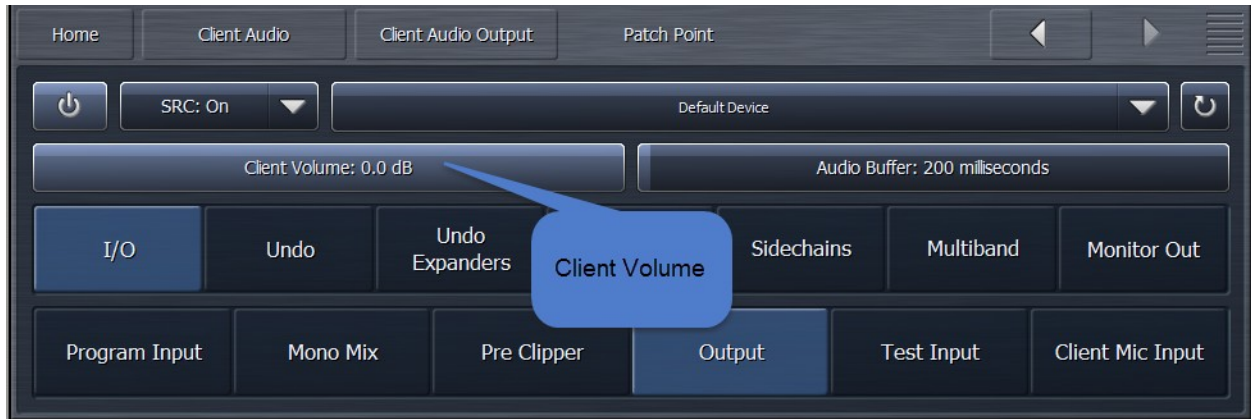 Home Client Audio Client Audio Output Patch Point
SRC: On Default Device
Client Volume: 0.0 dB Audio Buffer: 200 milliseconds
I/O Undo Undo Expanders Sidechains Multiband Monitor Out
Client Volume
Program Input Mono Mix Pre Clipper Output Test Input Client Mic Input